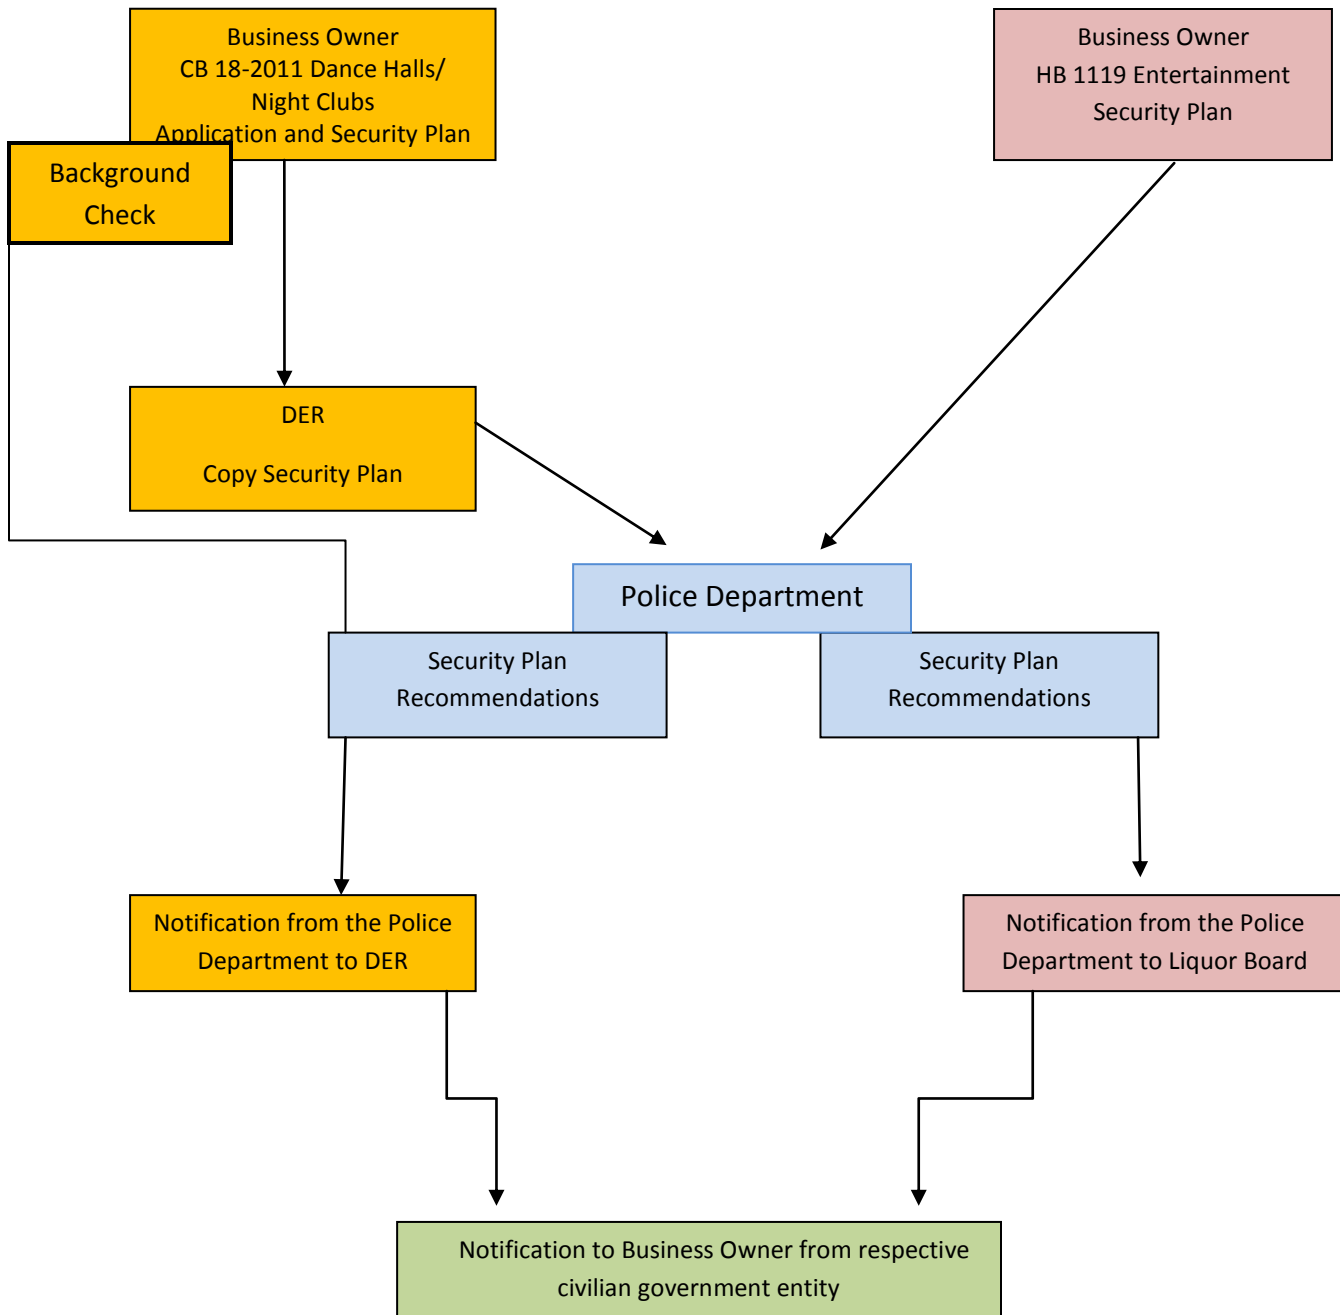 Business Owner
CB 18-2011 Dance Halls/
Night Clubs
Application and Security Plan
Background
Check
Business Owner
HB 1119 Entertainment
Security Plan
DER
Copy Security Plan
Police Department
Security Plan
Recommendations
Security Plan
Recommendations
Notification from the Police
Department to DER
Notification from the Police
Department to Liquor Board
Notification to Business Owner from respective
civilian government entity